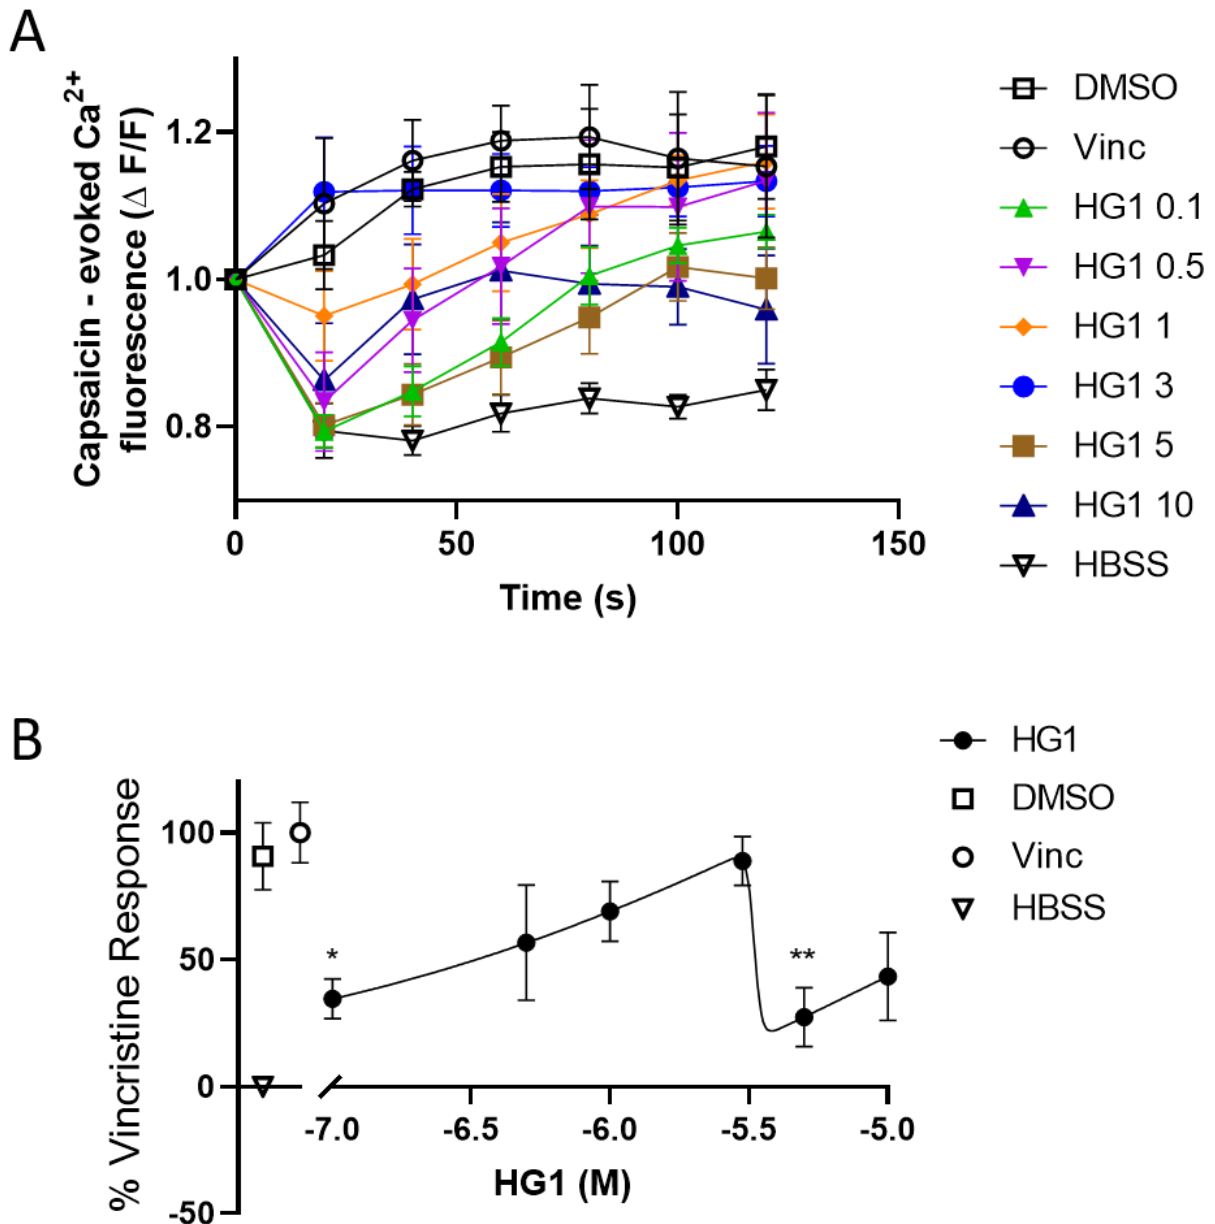 A
Capsaicin - evoked Ca2+
fluorescence (Δ F/F)
1.2
1.0
0.8
0
50
100
150
Time (s)
DMSO
Vinc
HG1 0.1
HG1 0.5
HG1 1
HG1 3
HG1 5
HG1 10
HBSS
B
% Vincristine Response
100
50
0
-50
*
**
-7.0
-6.5
-6.0
-5.5
-5.0
HG1 (M)
HG1
DMSO
Vinc
HBSS